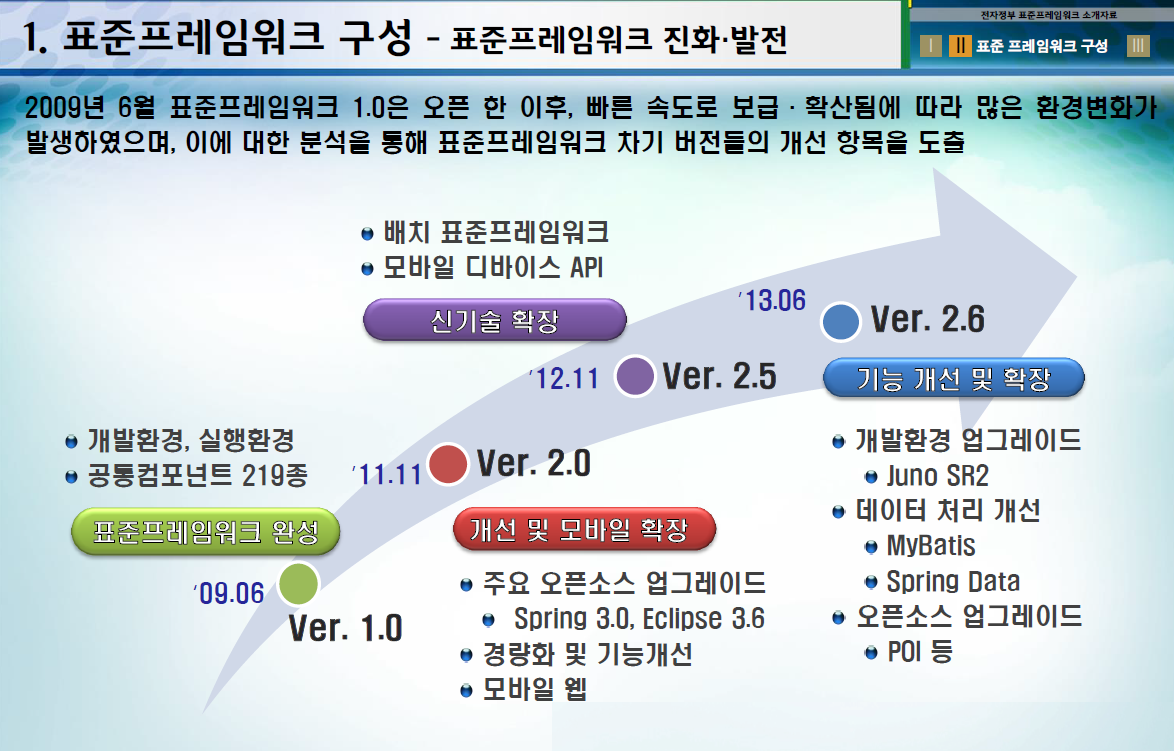 1. 표준프레임워크 구성 - 표준프레임워크 진화·발전
전자정부 표준프레임워크 소개자료
I II 표준 프레임워크 구성 III
2009년 6월 표준프레임워크 1.0은 오픈 한 이후, 빠른 속도로 보급·확산됨에 따라 많은 환경변화가
발생하였으며, 이에 대한 분석을 통해 표준프레임워크 차기 버전들의 개선 항목을 도출
배치 표준프레임워크
모바일 디바이스 API
신기술 확장
'12.11 Ver. 2.5
'13.06 Ver. 2.6
기능 개선 및 확장
개발환경 업그레이드
Juno SR2
데이터 처리 개선
MyBatis
Spring Data
오픈소스 업그레이드
POI 등
개발환경, 실행환경
공통컴포넌트 219종
표준프레임워크 완성
'09.06
Ver. 1.0
'11.11 Ver. 2.0
개선 및 모바일 확장
주요 오픈소스 업그레이드
Spring 3.0, Eclipse 3.6
경량화 및 기능개선
모바일 웹